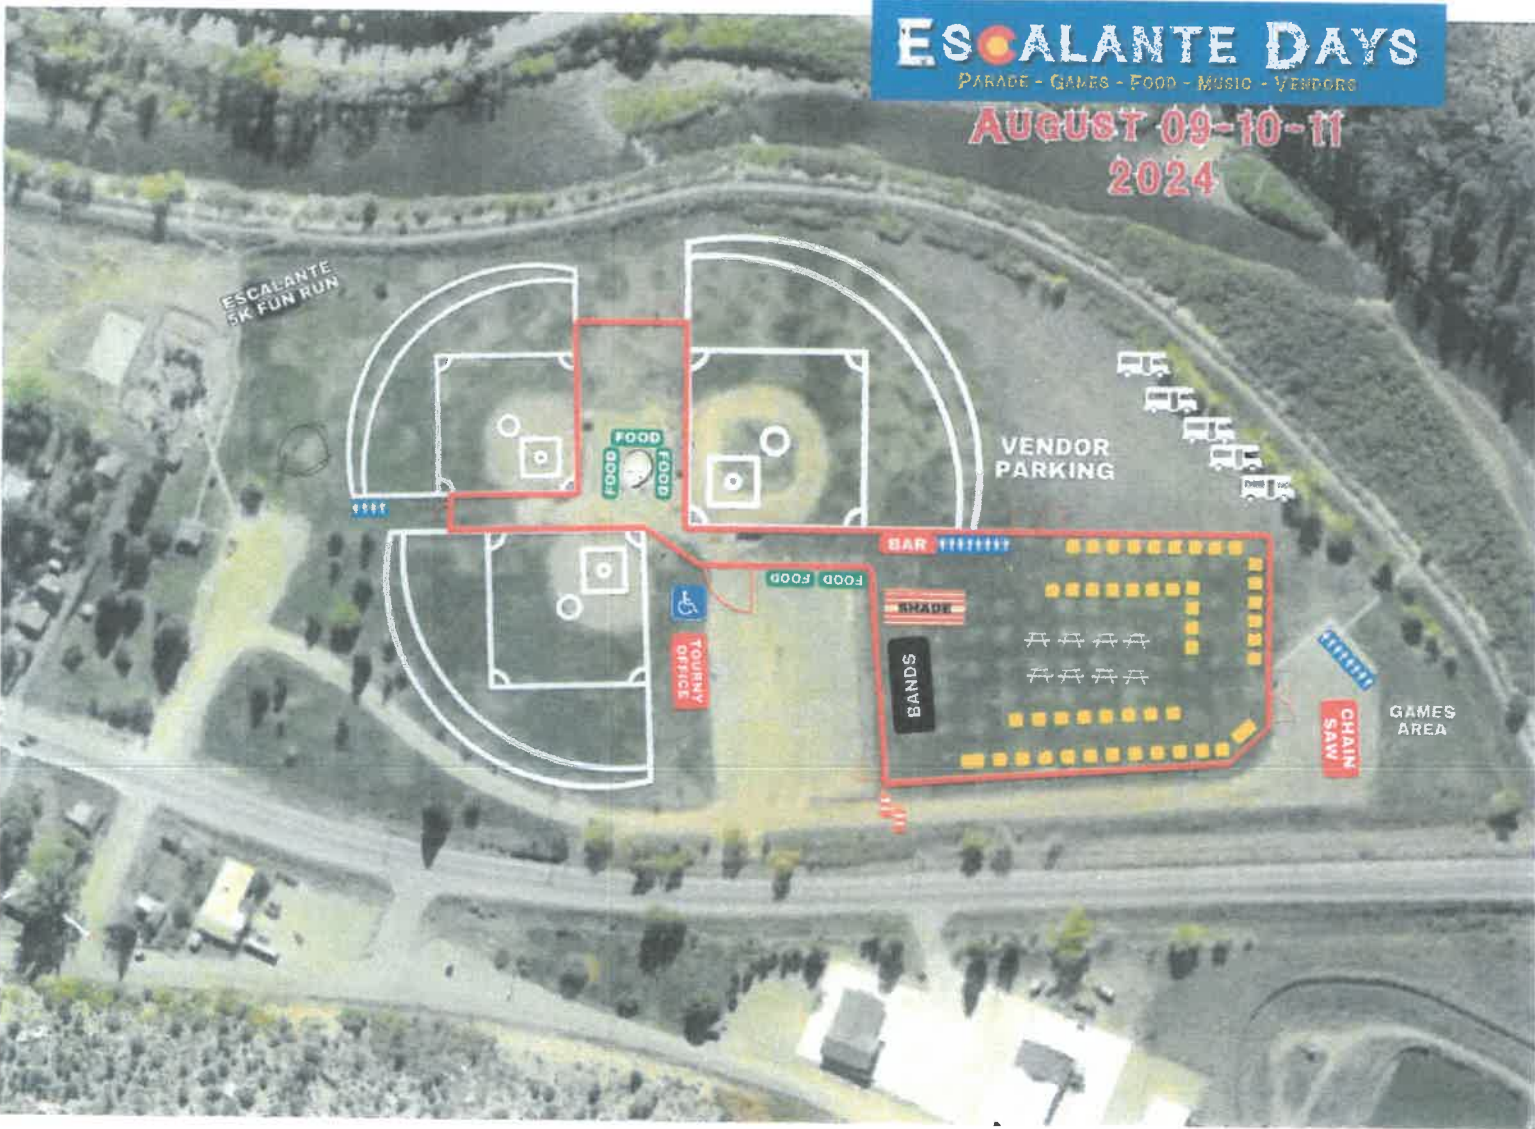 ESCALANTE DAYS
PARADE - GAMES - FOOD - MUSIC - VENDORS
AUGUST 09-10-11
2024
ESCALANTE
5K FUN RUN
FOOD
FOOD
FOOD
VENDOR
PARKING
BAR
FOOD
FOOD
SHADE
TOURNY
OFFICE
BANDS
CHAIN
SAW
GAMES
AREA